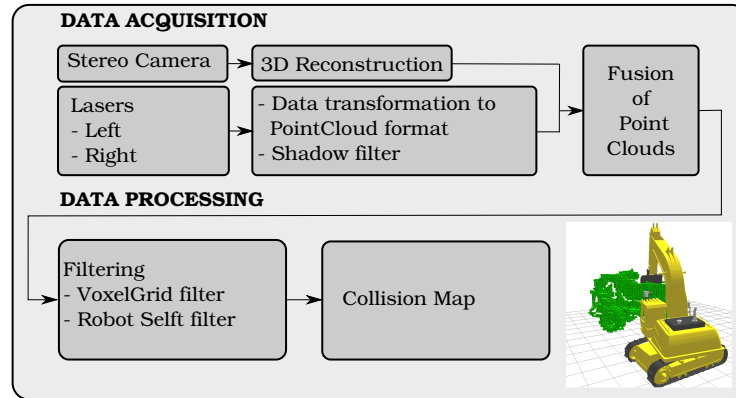 DATA ACQUISITION
Stereo Camera
3D Reconstruction
Lasers
- Left
- Right
- Data transformation to
PointCloud format
- Shadow filter
Fusion
of
Point
Clouds
DATA PROCESSING
Filtering
- VoxelGrid filter
- Robot Selft filter
Collision Map